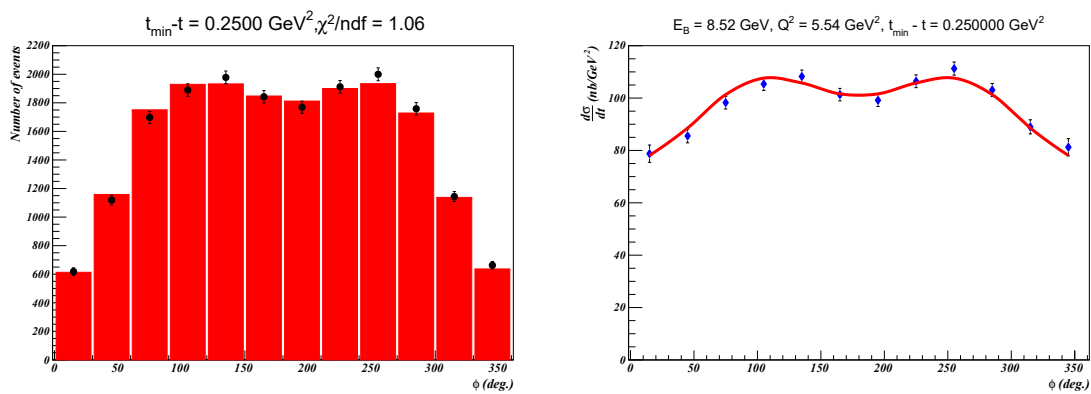 t_min-t = 0.2500 GeV²,χ²/ndf = 1.06
Number of events
2200
2000
1800
1600
1400
1200
1000
800
600
400
200
0
0 50 100 150 200 250 300 350
ϕ (deg.)
E_B = 8.52 GeV, Q² = 5.54 GeV², t_min - t = 0.250000 GeV²
dσ/dt (nb/GeV²)
120
100
80
60
40
20
0
0 50 100 150 200 250 300 350
ϕ (deg.)